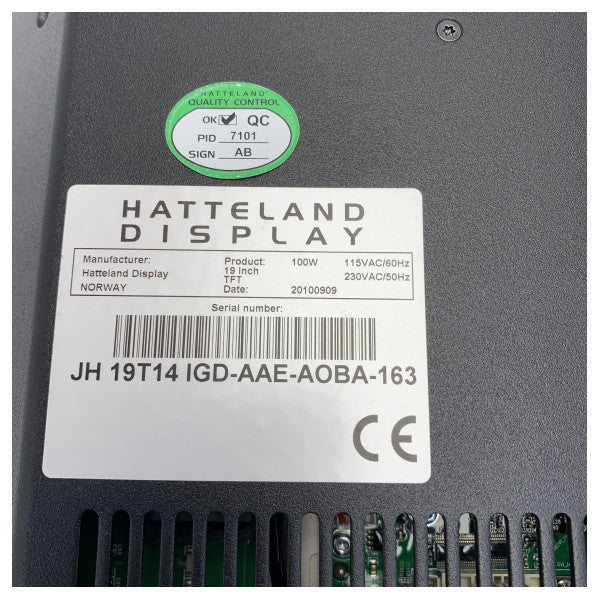 HATTELAND
QUALITY CONTROL
OK QC
PID 7101
SIGN AB
HATTELAND
DISPLAY
Manufacturer: Product: 100W 115VAC/60Hz
Hatteland Display 19 inch 230VAC/50Hz
TFT
NORWAY Date: 20100909
Serial number:
JH 19T14 IGD-AAE-AOBA-163
CE